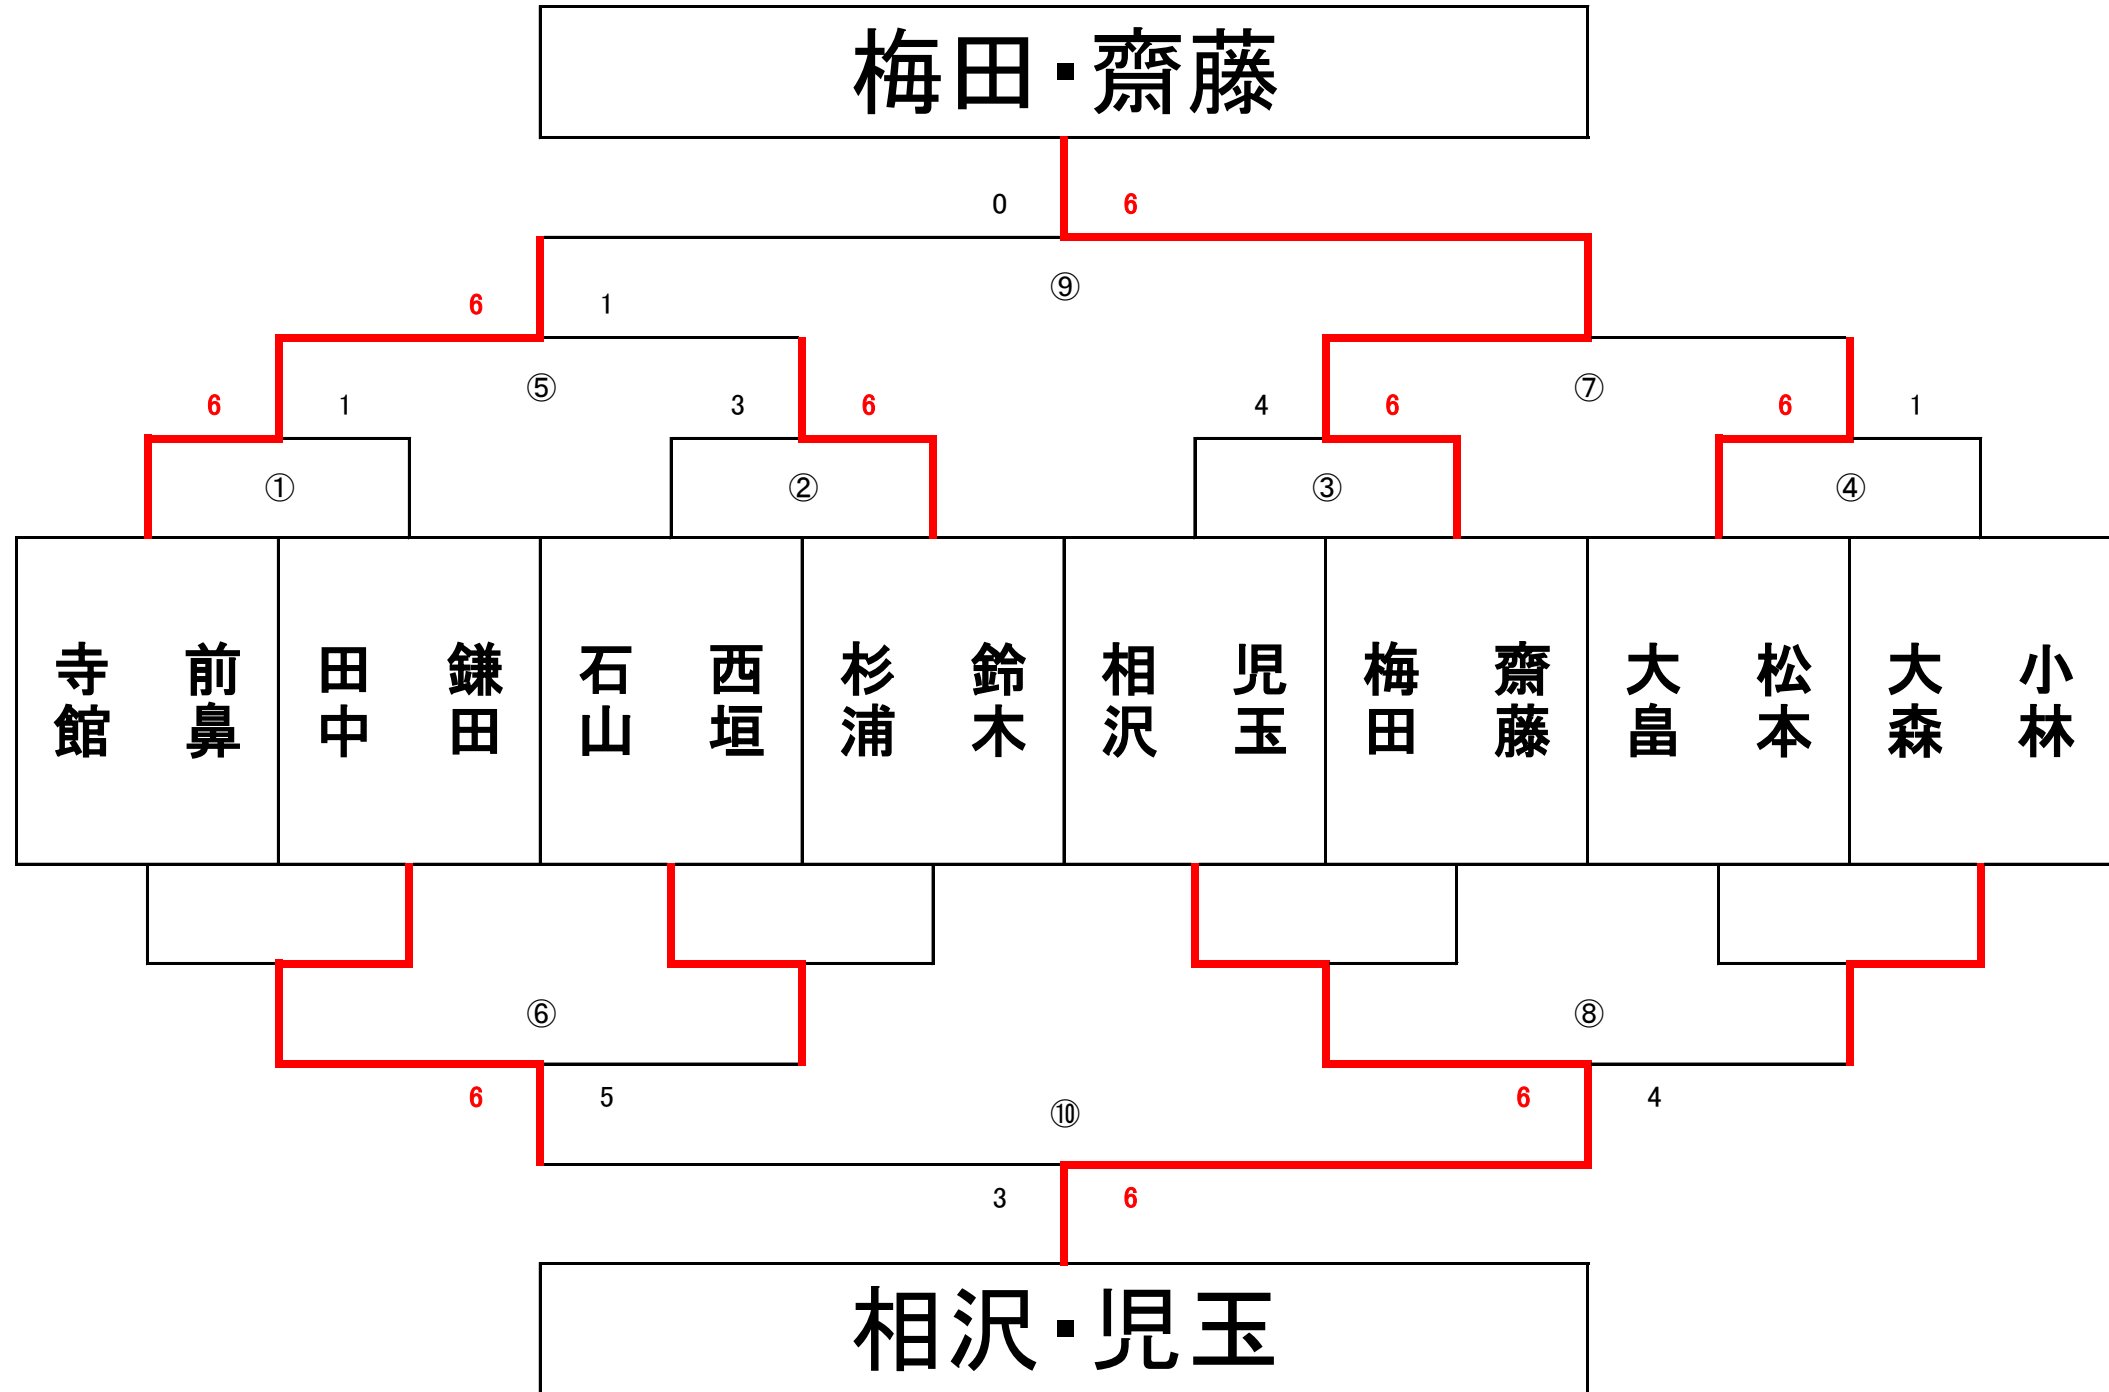 梅田・齋藤
0 6
⑨
6 1
⑤ ⑦
6 1 3 6 4 6 6 1
① ② ③ ④
寺館 前鼻 田中 鎌田 石山 西垣 杉浦 鈴木 相沢 児玉 梅田 齋藤 大畠 松本 大森 小林
⑥ ⑧
6 5 ⑩ 6 4
3 6
相沢・児玉